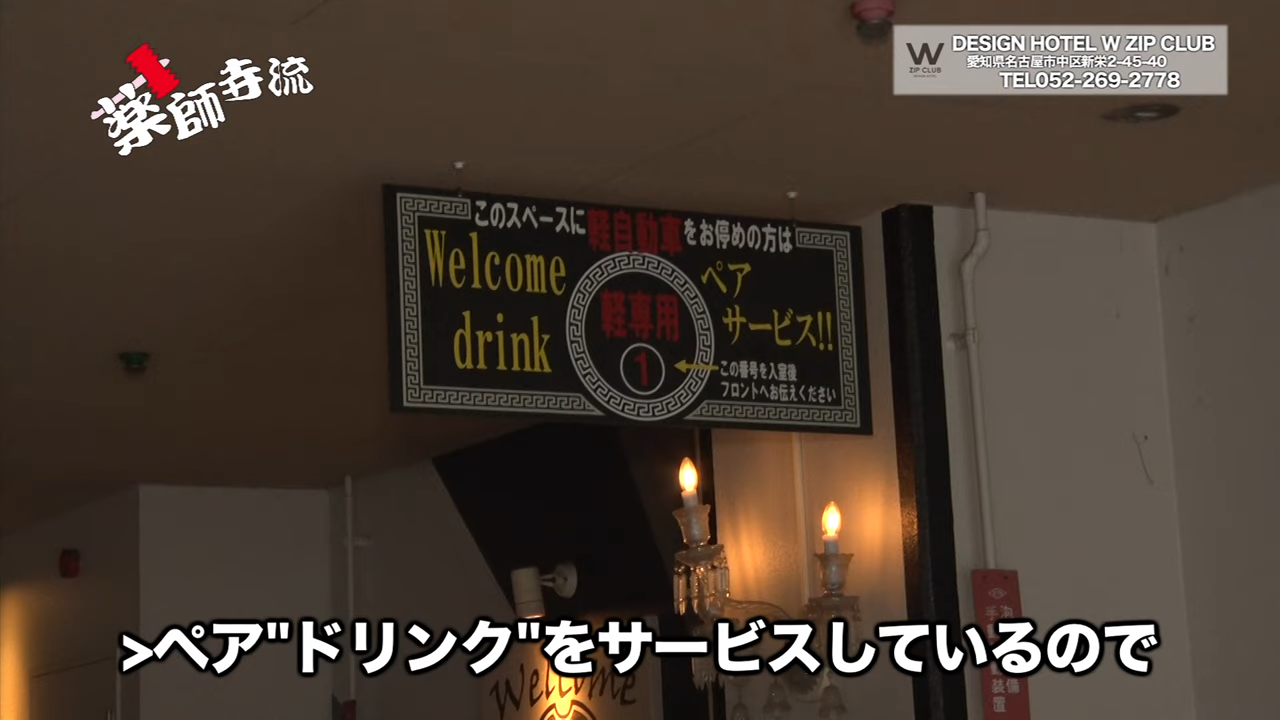 薬師寺流
W
ZIP CLUB
DESIGN HOTEL W ZIP CLUB
愛知県名古屋市中区新栄2-45-40
TEL052-269-2778
このスペースに軽自動車をお停めの方は
Welcome
drink
ペア
サービス!!
軽専用
1
この番号を入室後
フロントへお伝えください
>ペア"ドリンク"をサービスしているので
Welcome